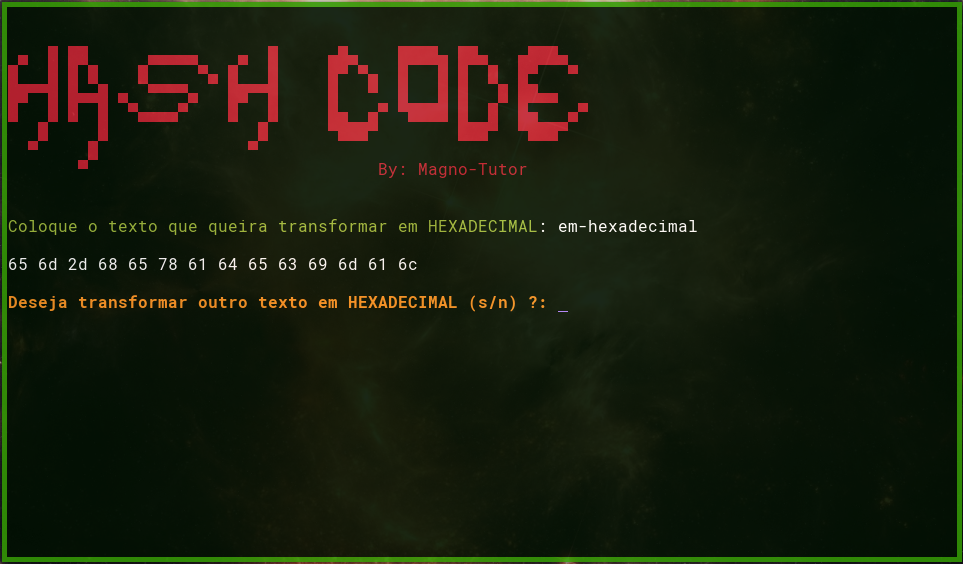 HASH CODE
By: Magno-Tutor
Coloque o texto que queira transformar em HEXADECIMAL: em-hexadecimal
65 6d 2d 68 65 78 61 64 65 63 69 6d 61 6c
Deseja transformar outro texto em HEXADECIMAL (s/n) ?: _